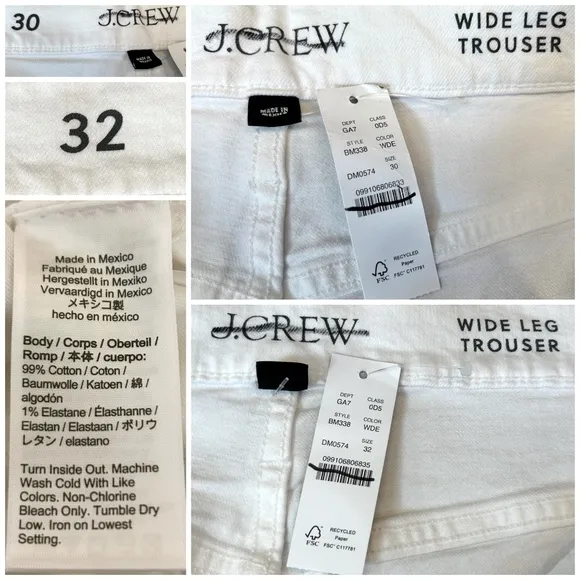 30
J.CREW
32
Made in Mexico
Fabriqué au Mexique
Hergestellt in Mexiko
Vervaardigd in Mexico
メキシコ製
hecho en méxico
Body / Corps / Oberteil /
Romp / 本体 / cuerpo:
99% Cotton / Coton /
Baumwolle / Katoen / 綿 /
algodón
1% Elastane / Élasthanne /
Elastan / Elastaan / ポリウ
レタン / elastano
Turn Inside Out. Machine
Wash Cold With Like
Colors. Non-Chlorine
Bleach Only. Tumble Dry
Low. Iron on Lowest
Setting.
J.CREW
WIDE LEG
TROUSER
MADE IN
MEXICO
DEPT CLASS
GA7 0D5
STYLE COLOR
BM338 WDE
SIZE
DM0574 30
099106806833
RECYCLED
Paper
FSC
FSC® C117781
J.CREW
WIDE LEG
TROUSER
DEPT CLASS
GA7 0D5
STYLE COLOR
BM338 WDE
SIZE
DM0574 32
099106806835
RECYCLED
Paper
FSC
FSC® C117781